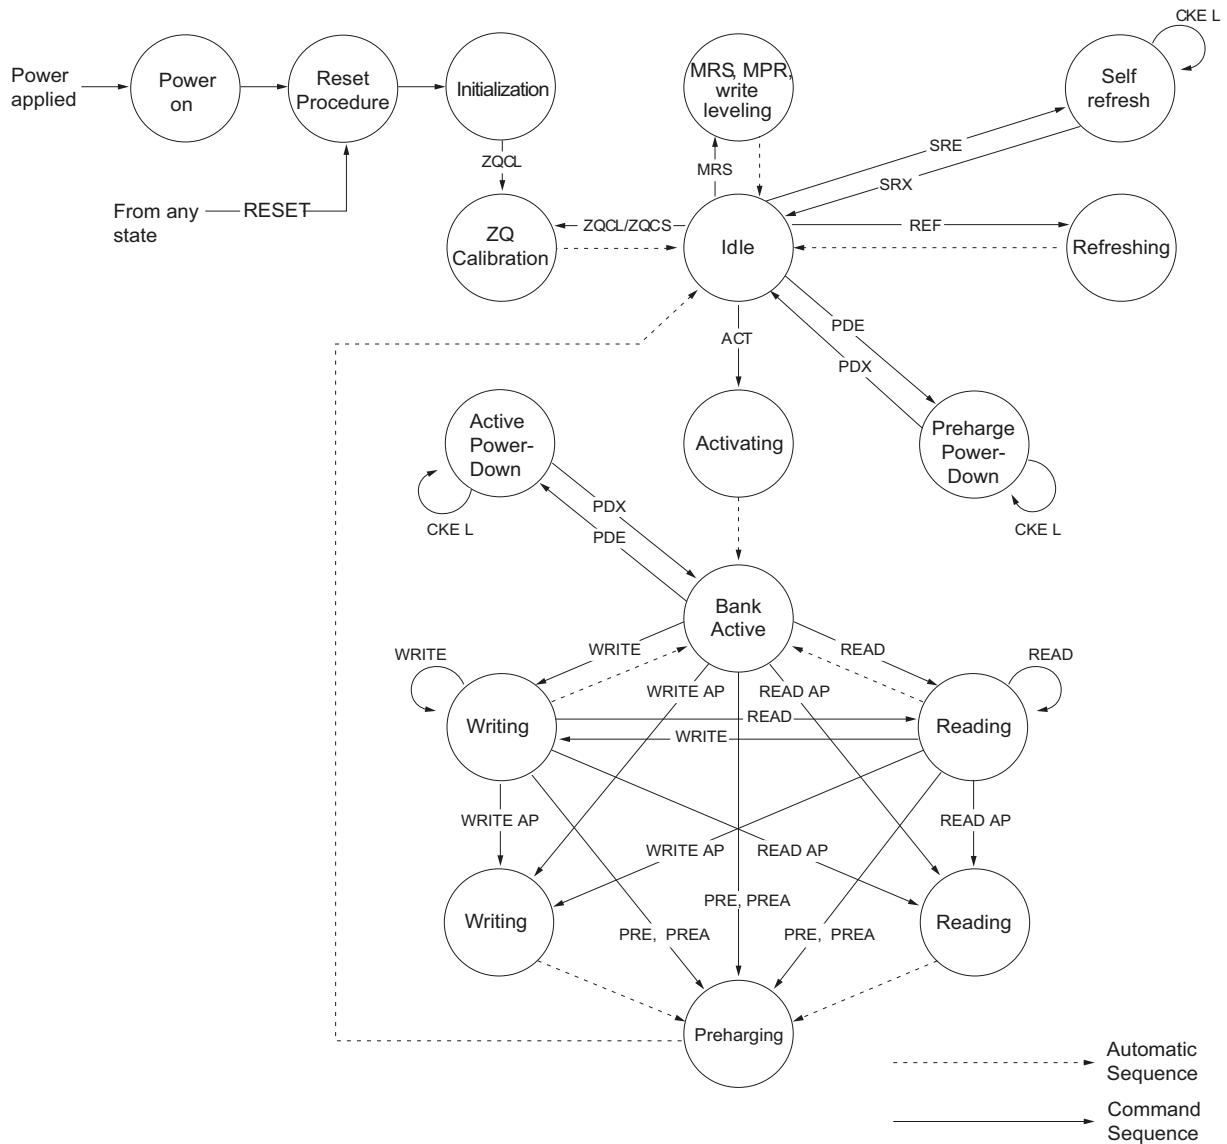 CKE L
Power
applied
Power
on
Reset
Procedure
Initialization
MRS, MPR,
write
leveling
Self
refresh
ZQCL
MRS
SRE
SRX
From any
state
RESET
ZQ
Calibration
ZQCL/ZQCS
Idle
REF
Refreshing
ACT
PDE
PDX
Active
Power-
Down
Activating
Preharge
Power-
Down
CKE L
PDX
PDE
CKE L
Bank
Active
WRITE
WRITE
READ
READ
WRITE AP
READ AP
Writing
READ
WRITE
Reading
WRITE AP
WRITE AP
READ AP
READ AP
Writing
PRE, PREA
PRE, PREA
PRE, PREA
Reading
Preharging
Automatic
Sequence
Command
Sequence